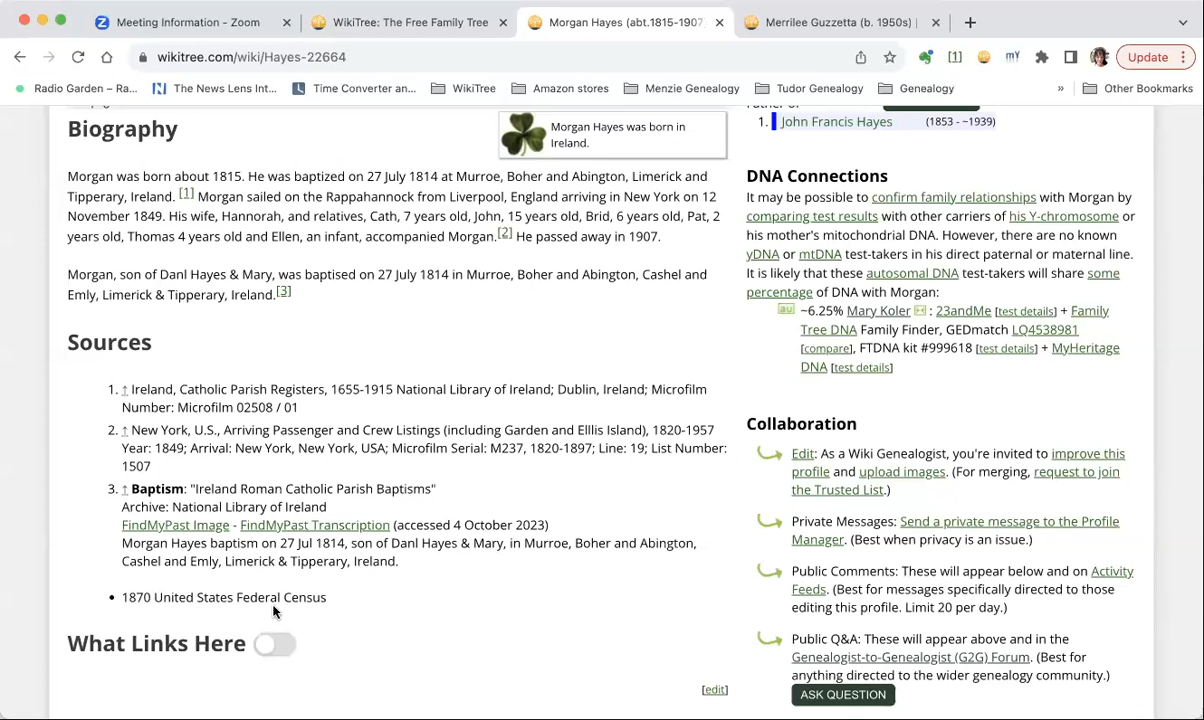 Meeting Information - Zoom
WikiTree: The Free Family Tree
Morgan Hayes (abt.1815-1907
Merrilee Guzzetta (b. 1950s) |
wikitree.com/wiki/Hayes-22664
[1]
mY
Update
Radio Garden – Ra...
The News Lens Int...
Time Converter an...
WikiTree
Amazon stores
Menzie Genealogy
Tudor Genealogy
Genealogy
»
Other Bookmarks
Biography
Morgan Hayes was born in
Ireland.
Morgan was born about 1815. He was baptized on 27 July 1814 at Murroe, Boher and Abington, Limerick and
Tipperary, Ireland. [1] Morgan sailed on the Rappahannock from Liverpool, England arriving in New York on 12
November 1849. His wife, Hannorah, and relatives, Cath, 7 years old, John, 15 years old, Brid, 6 years old, Pat, 2
years old, Thomas 4 years old and Ellen, an infant, accompanied Morgan.[2] He passed away in 1907.
Morgan, son of Danl Hayes & Mary, was baptised on 27 July 1814 in Murroe, Boher and Abington, Cashel and
Emly, Limerick & Tipperary, Ireland.[3]
Sources
1. ↑ Ireland, Catholic Parish Registers, 1655-1915 National Library of Ireland; Dublin, Ireland; Microfilm
Number: Microfilm 02508 / 01
2. ↑ New York, U.S., Arriving Passenger and Crew Listings (including Garden and Elllis Island), 1820-1957
Year: 1849; Arrival: New York, New York, USA; Microfilm Serial: M237, 1820-1897; Line: 19; List Number:
1507
3. ↑ Baptism: "Ireland Roman Catholic Parish Baptisms"
Archive: National Library of Ireland
FindMyPast Image - FindMyPast Transcription (accessed 4 October 2023)
Morgan Hayes baptism on 27 Jul 1814, son of Danl Hayes & Mary, in Murroe, Boher and Abington,
Cashel and Emly, Limerick & Tipperary, Ireland.
• 1870 United States Federal Census
What Links Here
[edit]
Father of
1. John Francis Hayes (1853 - ~1939)
DNA Connections
It may be possible to confirm family relationships with Morgan by
comparing test results with other carriers of his Y-chromosome or
his mother's mitochondrial DNA. However, there are no known
yDNA or mtDNA test-takers in his direct paternal or maternal line.
It is likely that these autosomal DNA test-takers will share some
percentage of DNA with Morgan:
au ~6.25% Mary Koler : 23andMe [test details] + Family
Tree DNA Family Finder, GEDmatch LQ4538981
[compare], FTDNA kit #999618 [test details] + MyHeritage
DNA [test details]
Collaboration
Edit: As a Wiki Genealogist, you're invited to improve this
profile and upload images. (For merging, request to join
the Trusted List.)
Private Messages: Send a private message to the Profile
Manager. (Best when privacy is an issue.)
Public Comments: These will appear below and on Activity
Feeds. (Best for messages specifically directed to those
editing this profile. Limit 20 per day.)
Public Q&A: These will appear above and in the
Genealogist-to-Genealogist (G2G) Forum. (Best for
anything directed to the wider genealogy community.)
ASK QUESTION